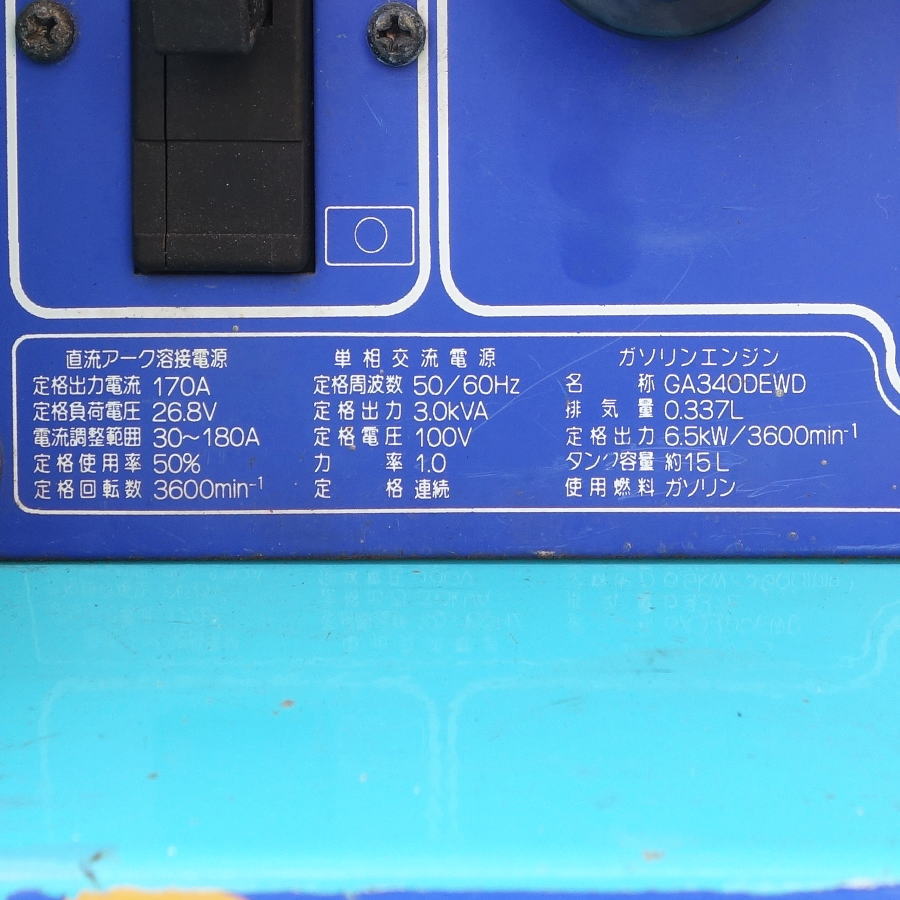 直流アーク溶接電源
定格出力電流 170A
定格負荷電圧 26.8V
電流調整範囲 30～180A
定格使用率 50%
定格回転数 3600min-1
単相交流電源
定格周波数 50/60Hz
定格出力 3.0kVA
定格電圧 100V
力率 1.0
定格 連続
ガソリンエンジン
名称 GA340DEWD
排気量 0.337L
定格出力 6.5kW/3600min-1
タンク容量 約15L
使用燃料 ガソリン